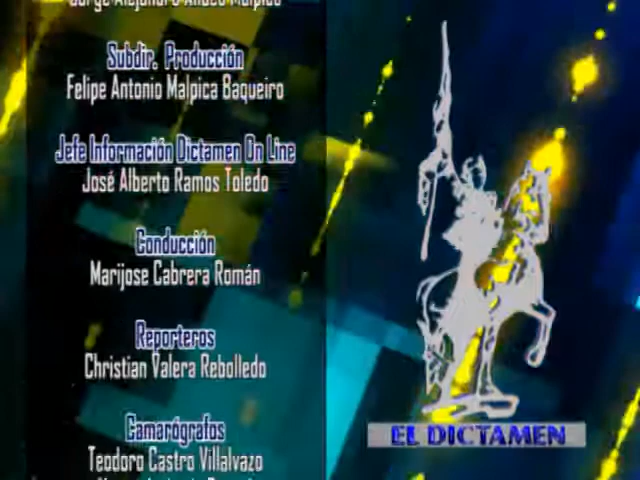 Subdir. Producción
Felipe Antonio Malpica Baqueiro
Jefe Información Dictamen On Line
José Alberto Ramos Toledo
Conducción
Marijose Cabrera Román
Reporteros
Christian Valera Rebolledo
Camarógrafos
Teodoro Castro Villalvazo
EL DICTAMEN